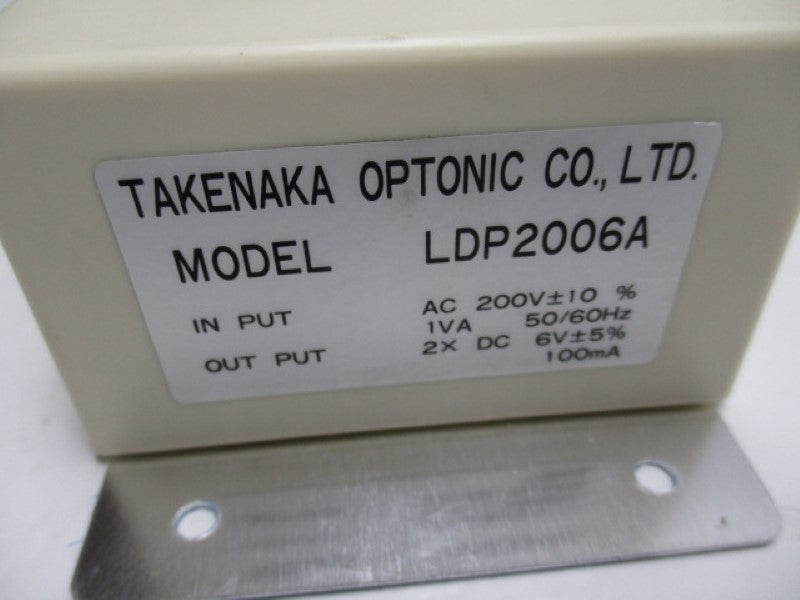 TAKENAKA OPTONIC CO., LTD.
MODEL LDP2006A
IN PUT AC 200V±10 %
1VA 50/60Hz
OUT PUT 2× DC 6V±5%
100mA